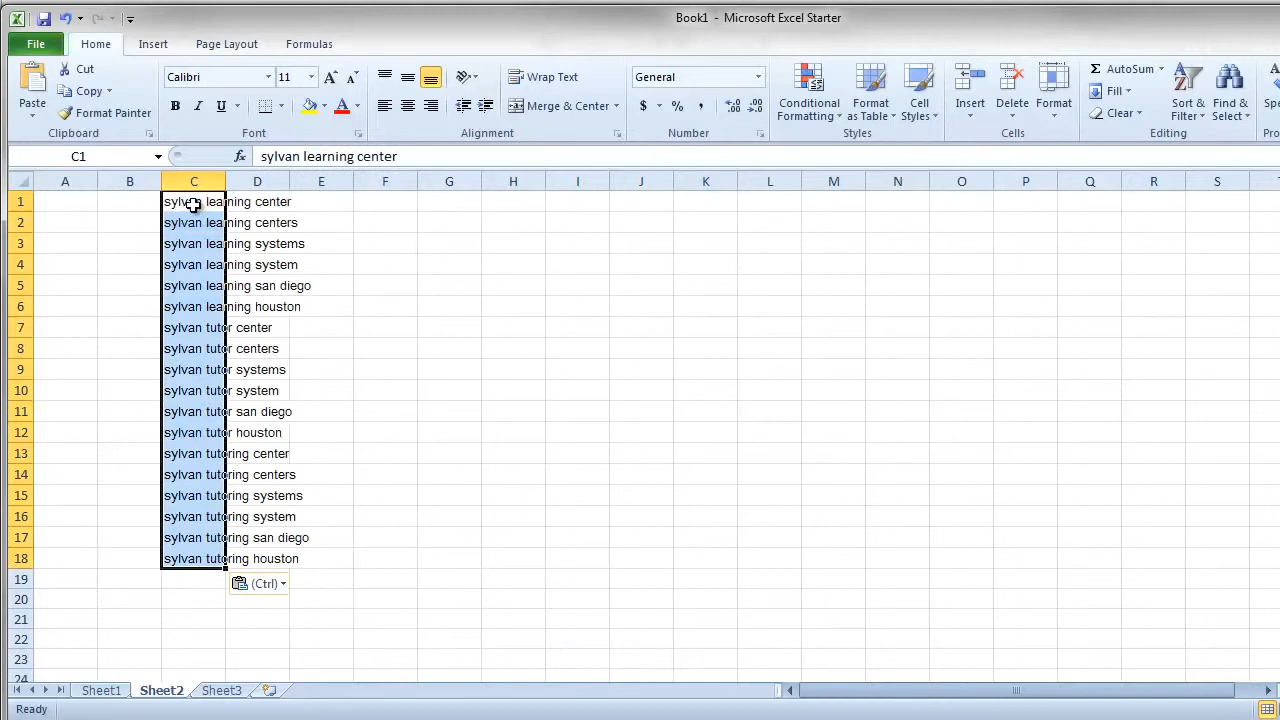 Book1 - Microsoft Excel Starter
File Home Insert Page Layout Formulas
Paste
Cut
Copy
Format Painter
Clipboard
Calibri 11
B I U A
Font
Wrap Text
Merge & Center
Alignment
General
$ % ,
Number
Conditional Formatting
Format as Table
Cell Styles
Styles
Insert
Delete
Format
Cells
AutoSum
Fill
Clear
Sort & Filter
Find & Select
Editing
C1 fx sylvan learning center
A B C D E F G H I J K L M N O P Q R S
1 sylvan learning center
2 sylvan learning centers
3 sylvan learning systems
4 sylvan learning system
5 sylvan learning san diego
6 sylvan learning houston
7 sylvan tutor center
8 sylvan tutor centers
9 sylvan tutor systems
10 sylvan tutor system
11 sylvan tutor san diego
12 sylvan tutor houston
13 sylvan tutoring center
14 sylvan tutoring centers
15 sylvan tutoring systems
16 sylvan tutoring system
17 sylvan tutoring san diego
18 sylvan tutoring houston
19 (Ctrl)
20
21
22
23
24
Sheet1 Sheet2 Sheet3
Ready